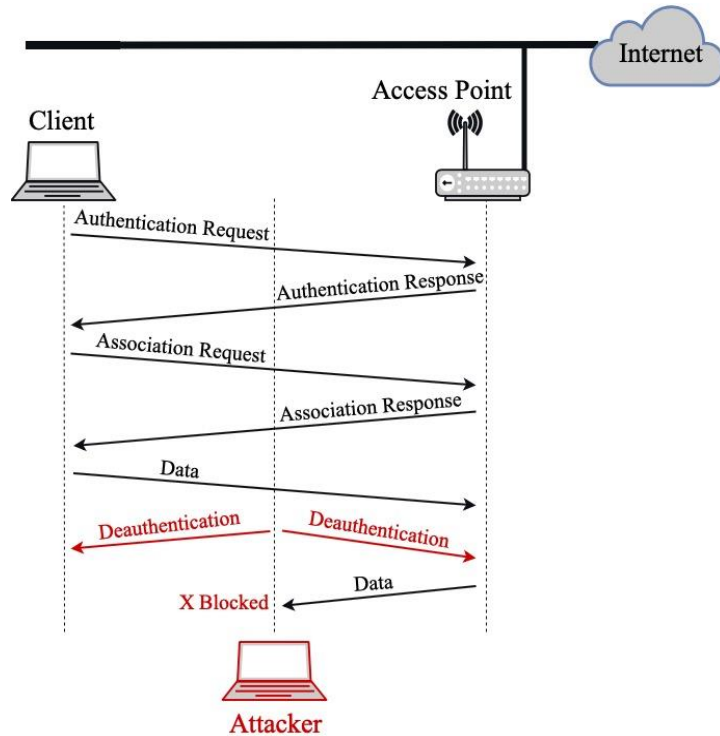 Internet
Access Point
Client
Authentication Request
Authentication Response
Association Request
Association Response
Data
Deauthentication
Deauthentication
Data
X Blocked
Attacker